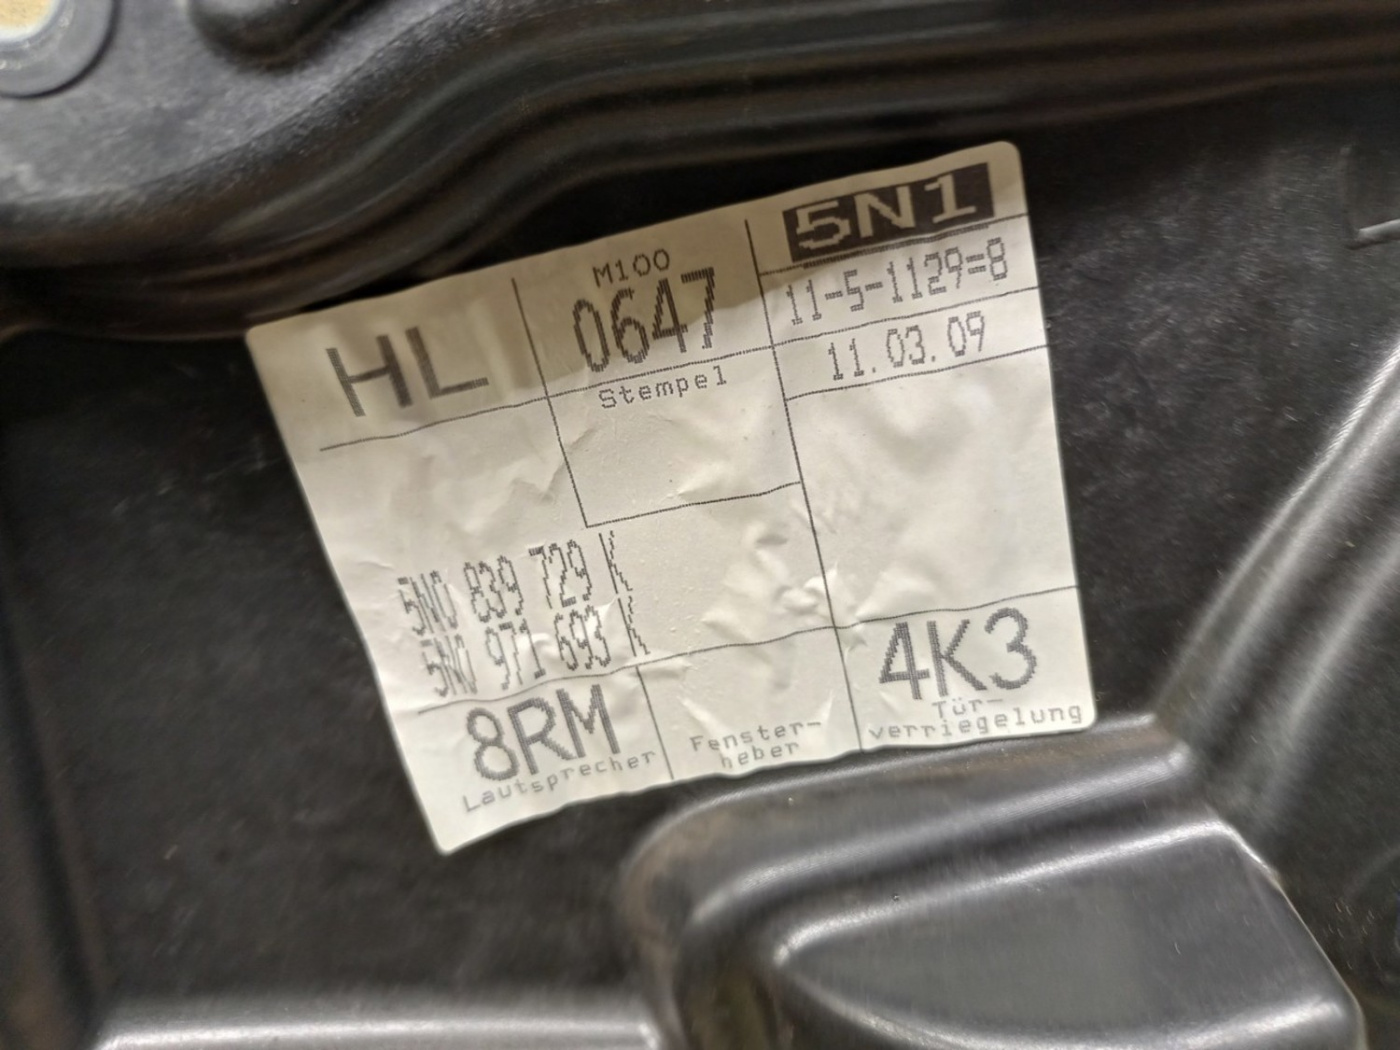 HL
M100
0647
Stempel
5N1
11-5-1129=8
11.03.09
5N0 839 729
5N0 971 693
8RM
Lautsprecher
Fenster-
heber
4K3
Tür-
verriegelung